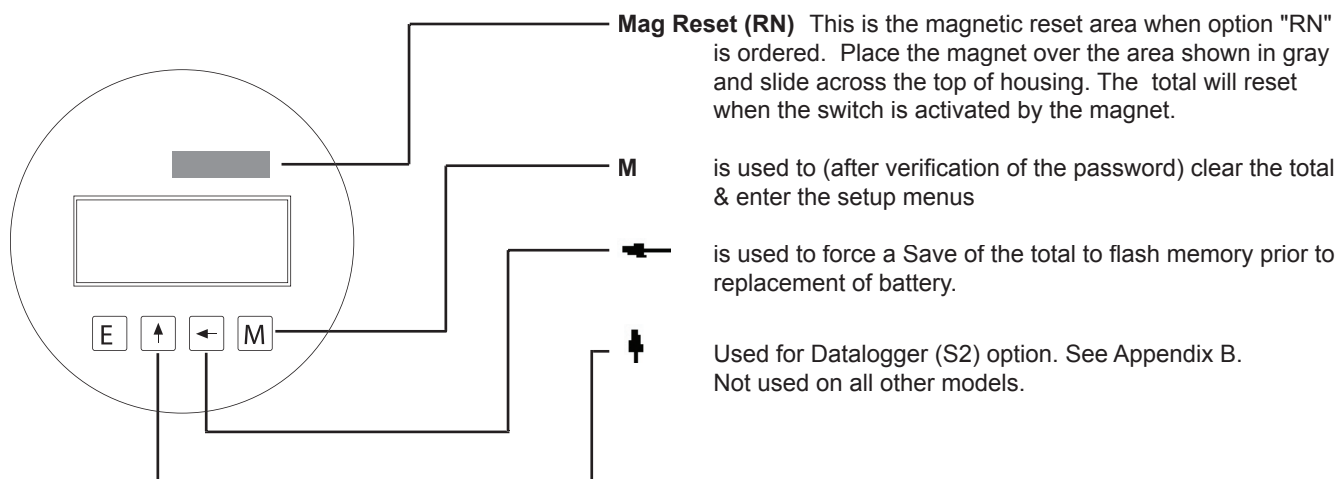 Mag Reset (RN) This is the magnetic reset area when option "RN"
is ordered. Place the magnet over the area shown in gray
and slide across the top of housing. The total will reset
when the switch is activated by the magnet.
M is used to (after verification of the password) clear the total
& enter the setup menus
is used to force a Save of the total to flash memory prior to
replacement of battery.
E M
Used for Datalogger (S2) option. See Appendix B.
Not used on all other models.